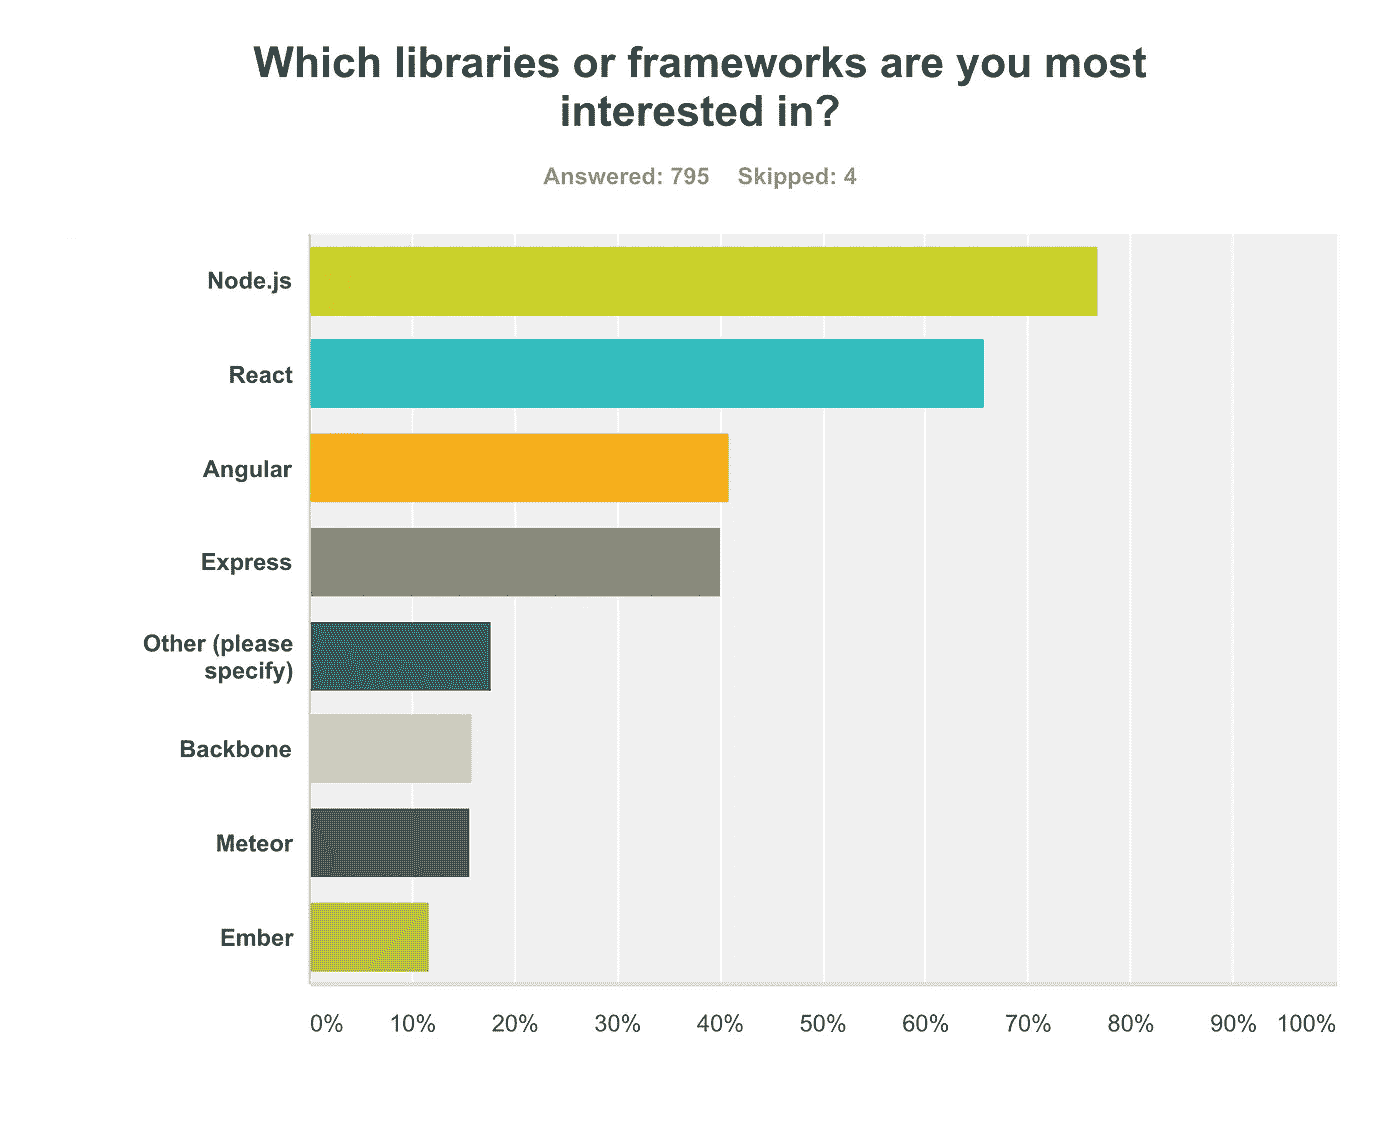 Which libraries or frameworks are you most
interested in?
Answered: 795 Skipped: 4
Node.js
React
Angular
Express
Other (please
specify)
Backbone
Meteor
Ember
0% 10% 20% 30% 40% 50% 60% 70% 80% 90% 100%